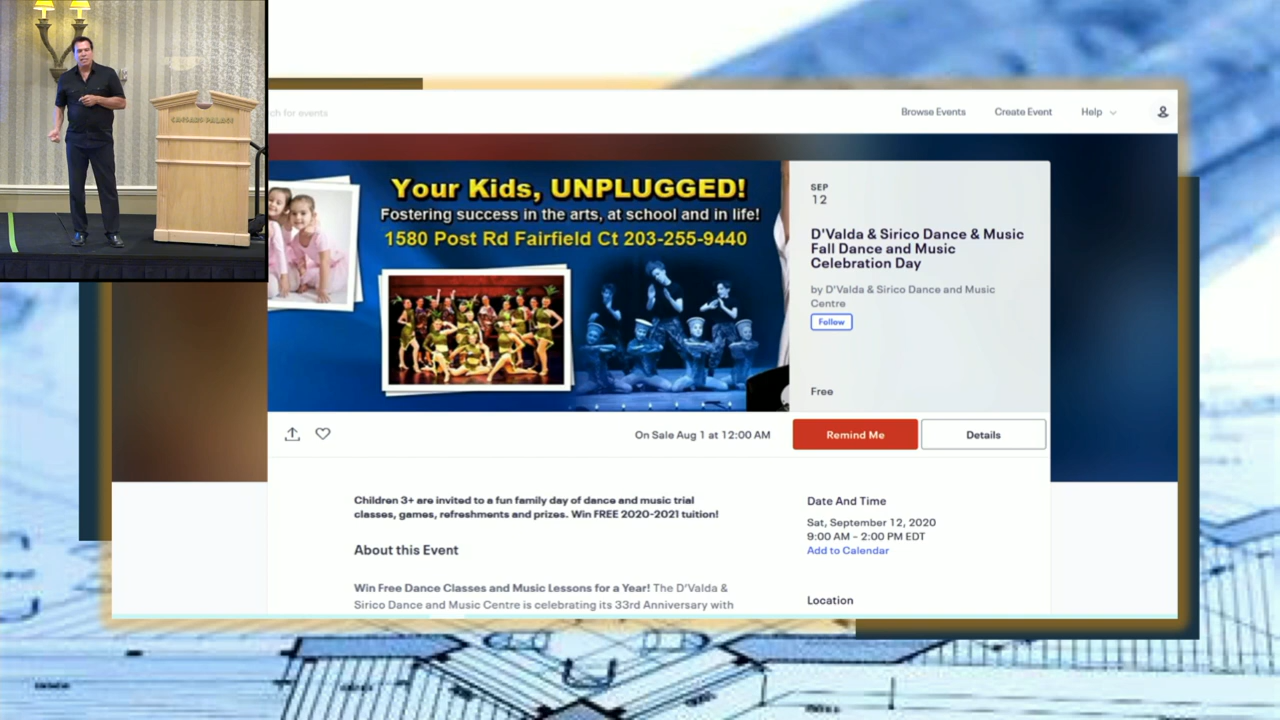 CAESARS PALACE
ch for events
Browse Events
Create Event
Help
Your Kids, UNPLUGGED!
Fostering success in the arts, at school and in life!
1580 Post Rd Fairfield Ct 203-255-9440
SEP
12
D'Valda & Sirico Dance & Music
Fall Dance and Music
Celebration Day
by D'Valda & Sirico Dance and Music
Centre
Follow
Free
On Sale Aug 1 at 12:00 AM
Remind Me
Details
Children 3+ are invited to a fun family day of dance and music trial
classes, games, refreshments and prizes. Win FREE 2020-2021 tuition!
About this Event
Win Free Dance Classes and Music Lessons for a Year! The D'Valda &
Sirico Dance and Music Centre is celebrating its 33rd Anniversary with
Date And Time
Sat, September 12, 2020
9:00 AM – 2:00 PM EDT
Add to Calendar
Location